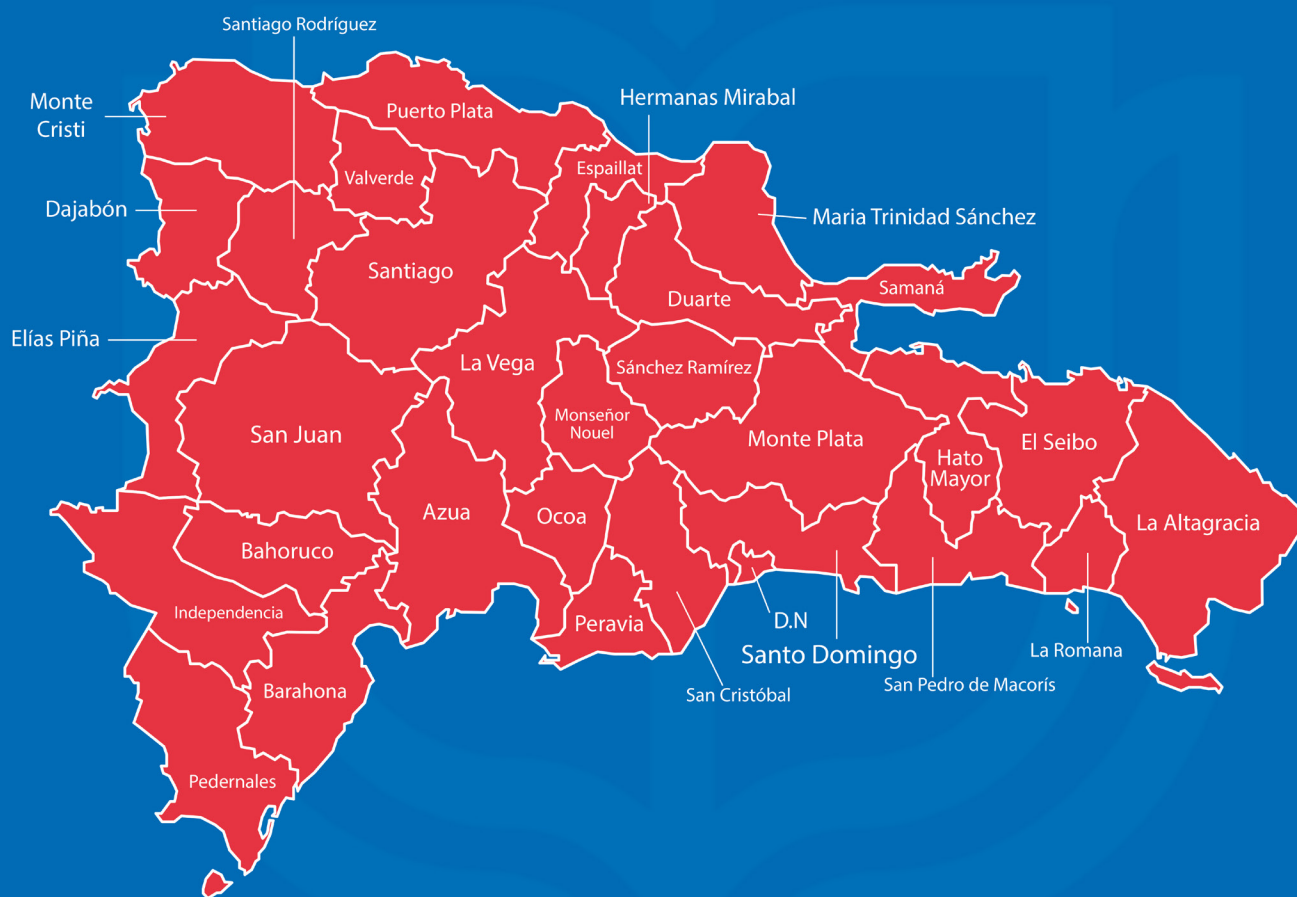 Santiago Rodríguez
Monte
Cristi
Puerto Plata
Hermanas Mirabal
Valverde
Espaillat
Dajabón
Maria Trinidad Sánchez
Santiago
Samaná
Duarte
Elías Piña
La Vega
Sánchez Ramírez
Monseñor
Nouel
San Juan
Monte Plata
El Seibo
Hato
Mayor
Azua
Ocoa
La Altagracia
Bahoruco
Independencia
Peravia
D.N
Santo Domingo
La Romana
San Pedro de Macorís
San Cristóbal
Barahona
Pedernales